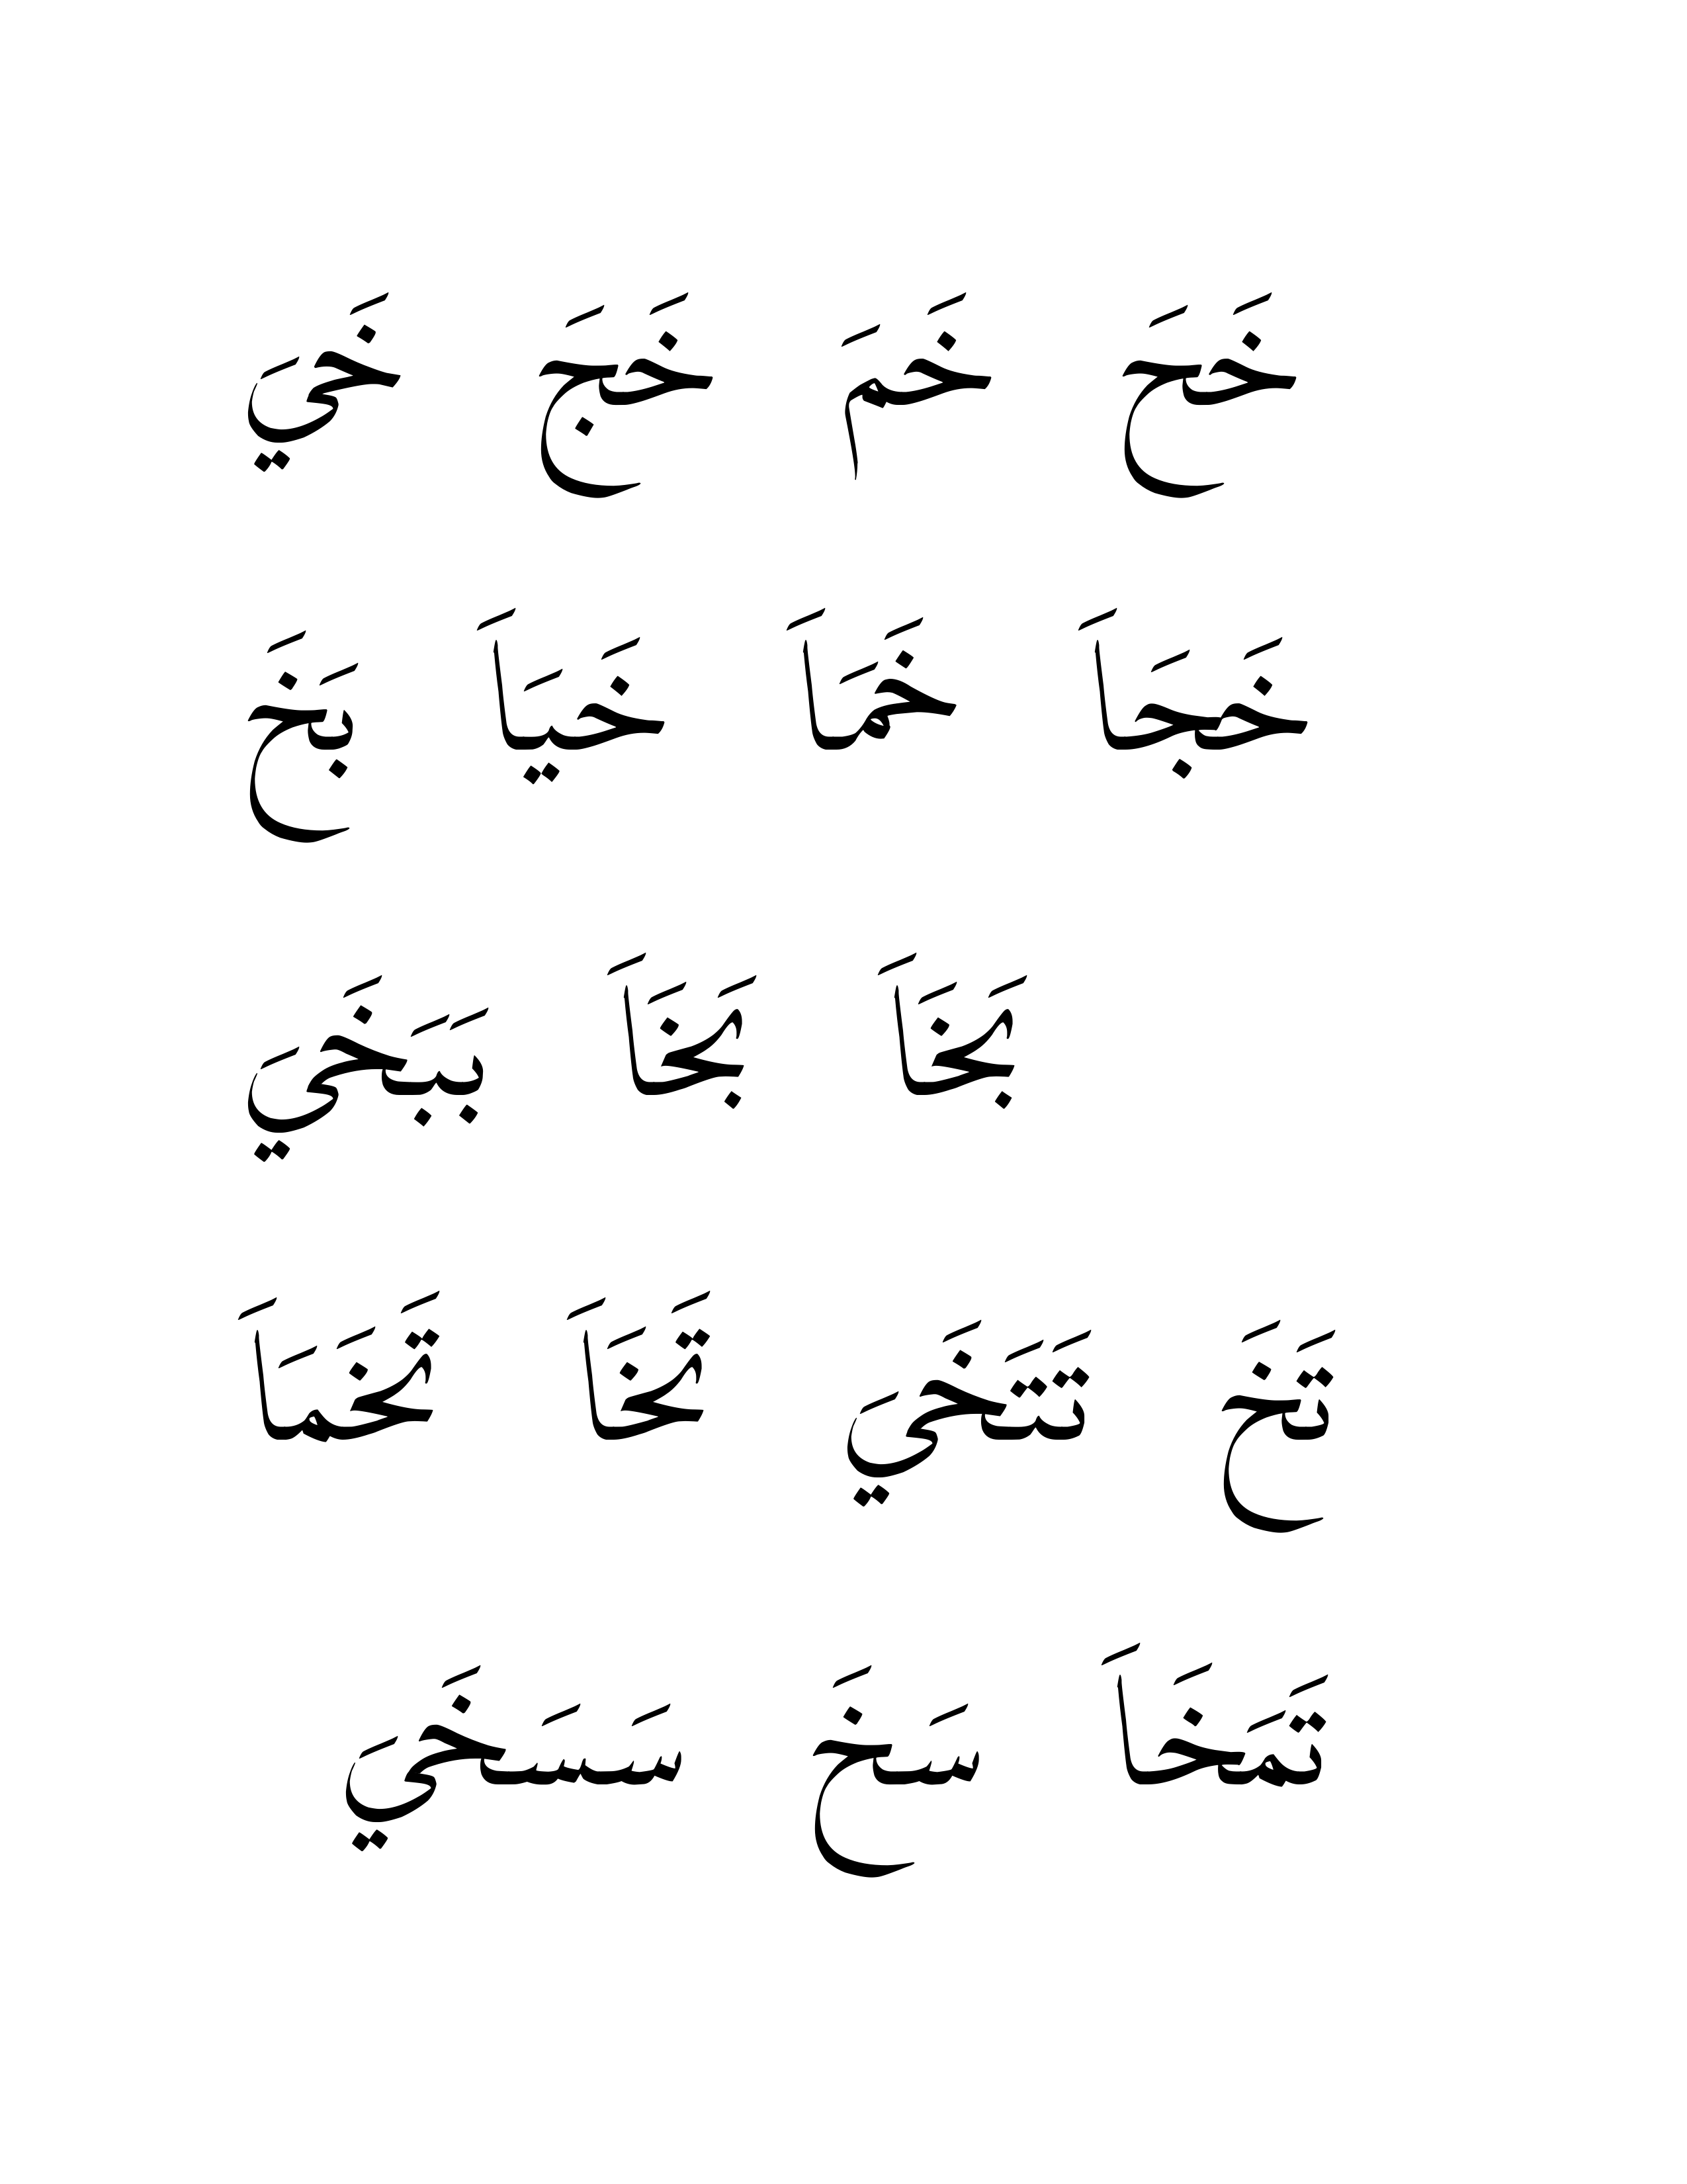 خَحَ خَمَ خَجَ خَيَ
خَجَاَ خَمَاَ خَيَاَ بَخَ
بَخَاَ بَخَاَ بَبَخَيَ
تَخَ تَتَخَيَ تَخَاَ تَخَمَاَ
تَمَخَاَ سَخَ سَسَخَيَ